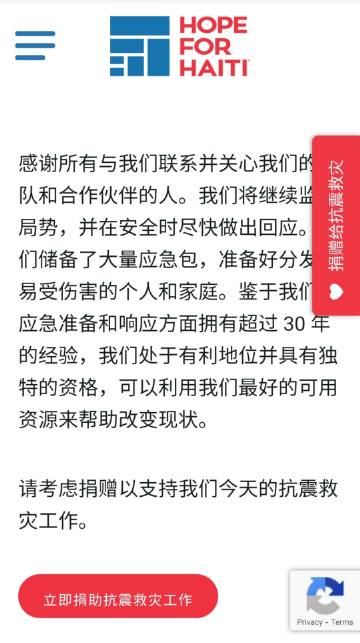 HOPE
FOR
HAITI
感谢所有与我们联系并关心我们的
队和合作伙伴的人。我们将继续监
局势，并在安全时尽快做出回应。
们储备了大量应急包，准备好分发
易受伤害的个人和家庭。鉴于我们
应急准备和响应方面拥有超过 30 年
的经验，我们处于有利地位并具有独
特的资格，可以利用我们最好的可用
资源来帮助改变现状。
请考虑捐赠以支持我们今天的抗震救
灾工作。
立即捐助抗震救灾工作
捐赠给抗震救灾
Privacy - Terms